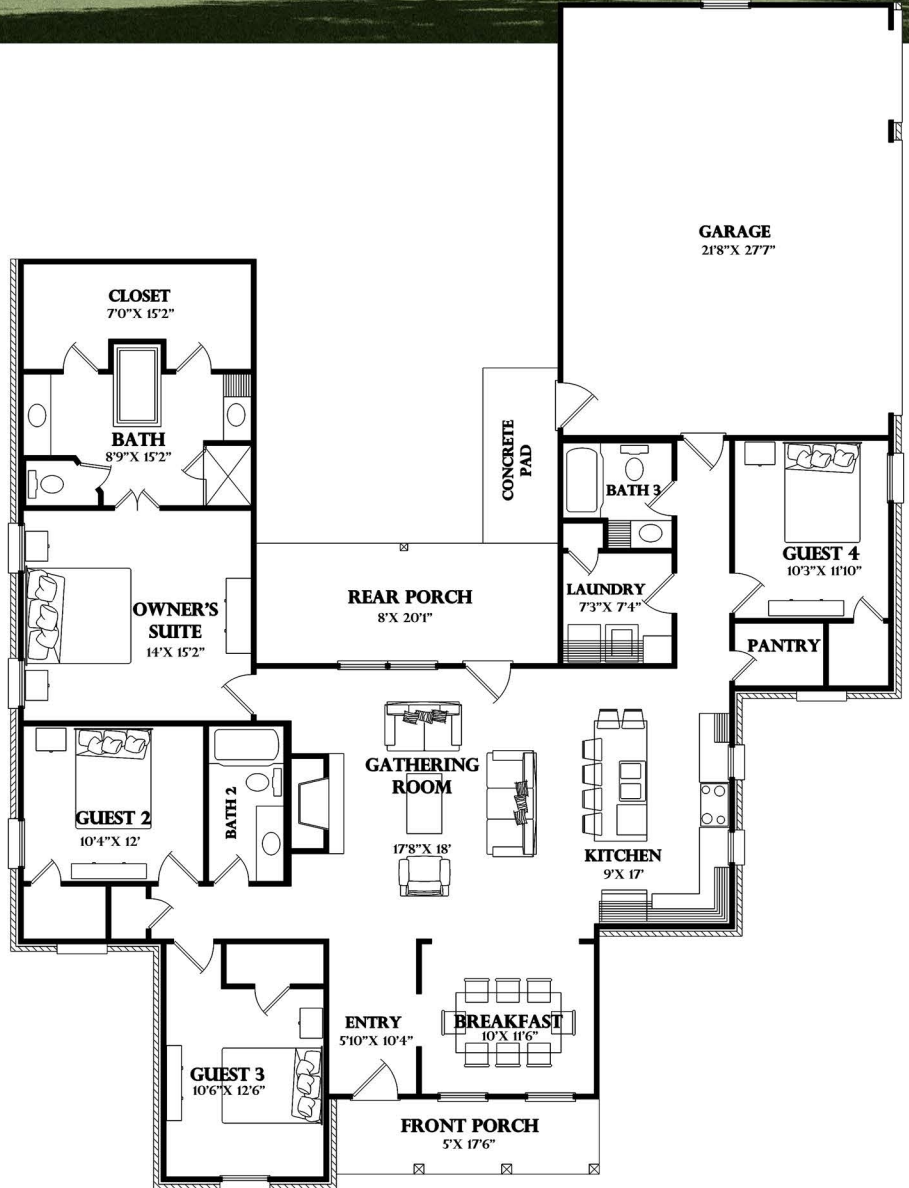 GARAGE
21'8"X 27'7"
CLOSET
7'0"X 15'2"
BATH
8'9"X 15'2"
CONCRETE
PAD
BATH 3
GUEST 4
10'3"X 11'10"
LAUNDRY
7'3"X 7'4"
REAR PORCH
8'X 20'1"
OWNER'S
SUITE
14'X 15'2"
PANTRY
GATHERING
ROOM
17'8"X 18'
GUEST 2
10'4"X 12'
BATH 2
KITCHEN
9'X 17'
ENTRY
5'10"X 10'4"
BREAKFAST
10'X 11'6"
GUEST 3
10'6"X 12'6"
FRONT PORCH
5'X 17'6"